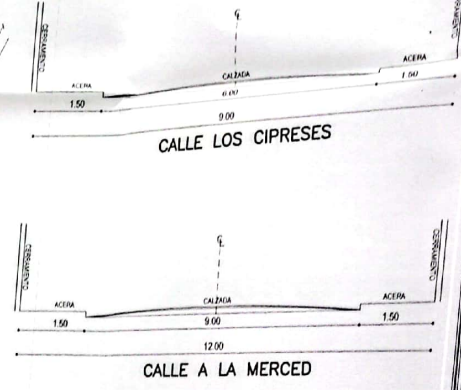 ℄
CERRAMIENTO
CERRAMIENTO
ACERA
CALZADA
ACERA
1.50
6.00
1.50
9.00
CALLE LOS CIPRESES
℄
CERRAMIENTO
CERRAMIENTO
ACERA
CALZADA
ACERA
1.50
9.00
1.50
12.00
CALLE A LA MERCED